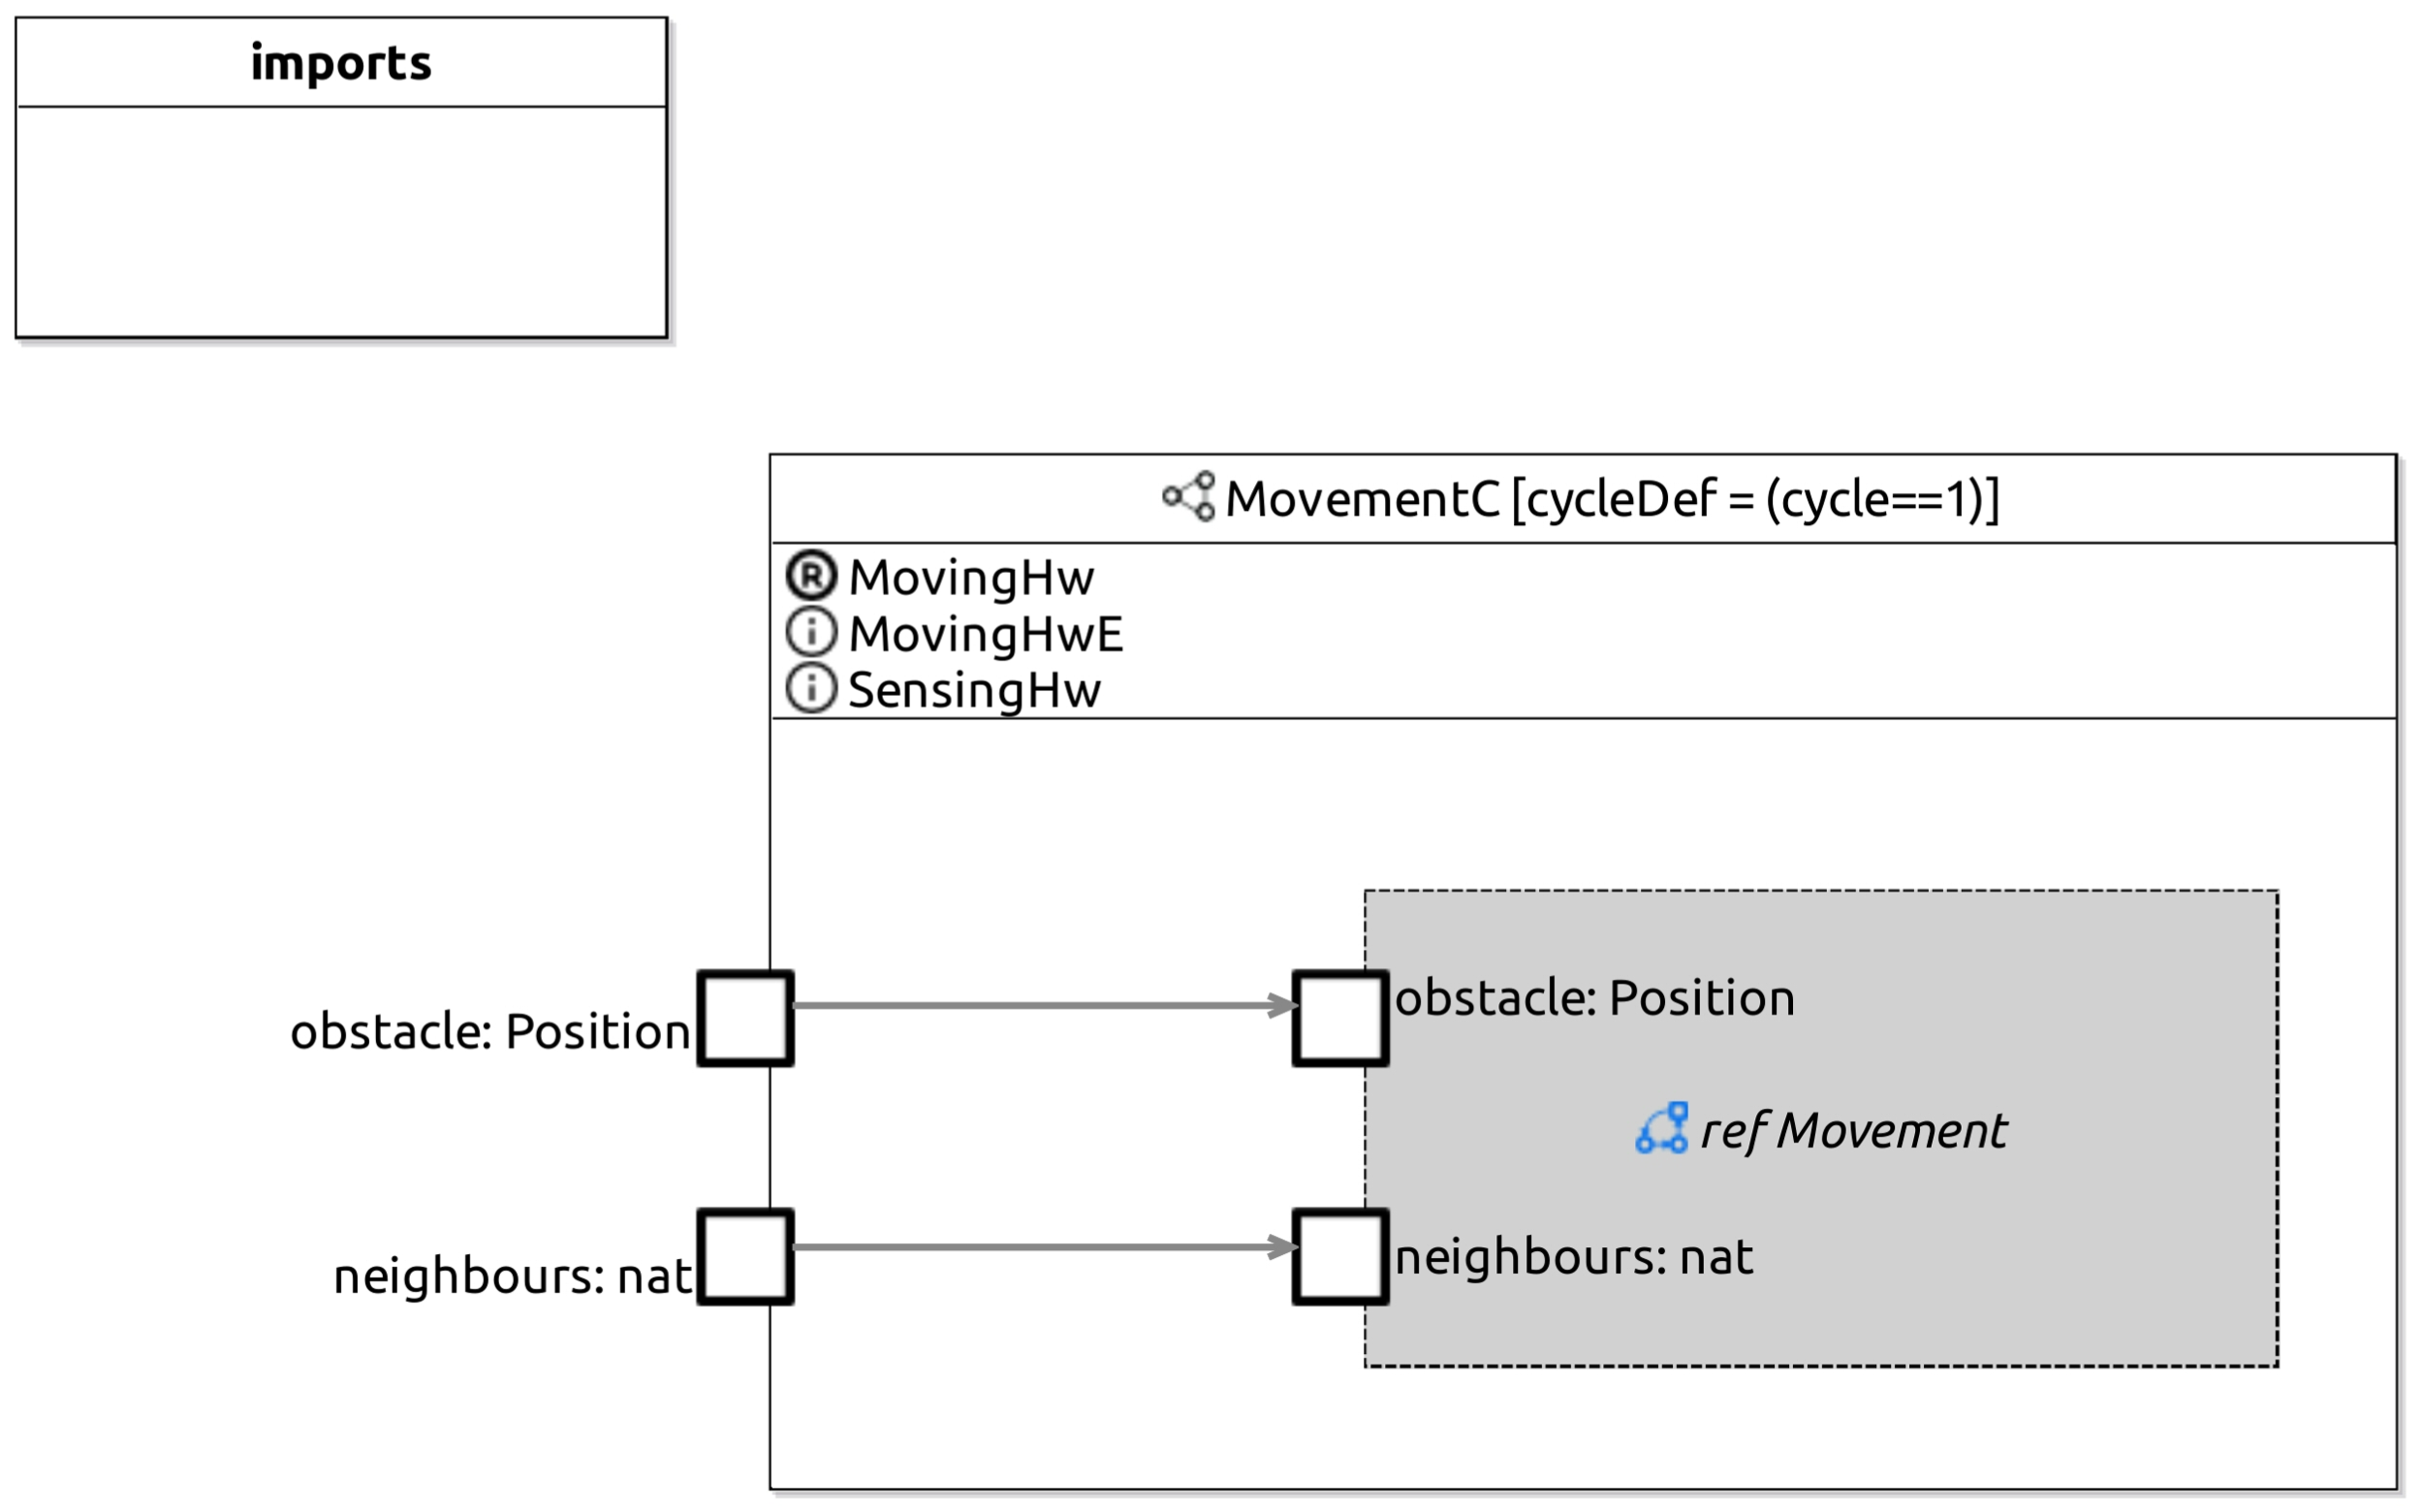 imports
MovementC [cycleDef = (cycle==1)]
R MovingHw
i MovingHwE
i SensingHw
obstacle: Position
obstacle: Position
ref Movement
neighbours: nat
neighbours: nat